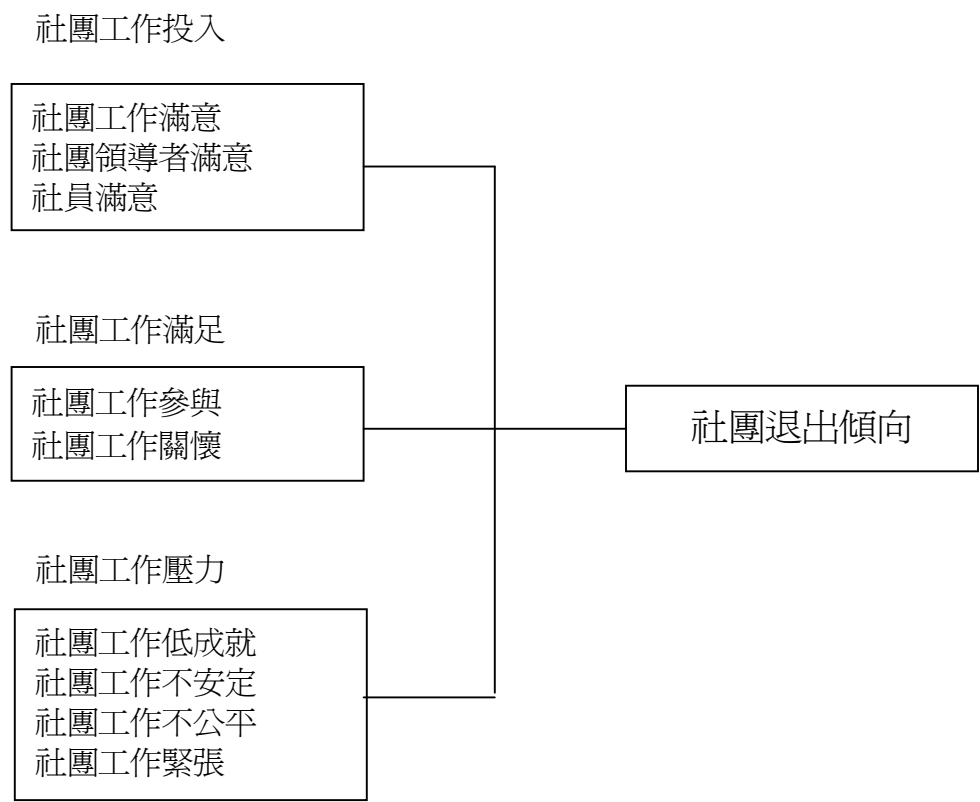 社團工作投入
社團工作滿意
社團領導者滿意
社員滿意
社團工作滿足
社團工作參與
社團工作關懷
社團退出傾向
社團工作壓力
社團工作低成就
社團工作不安定
社團工作不公平
社團工作緊張